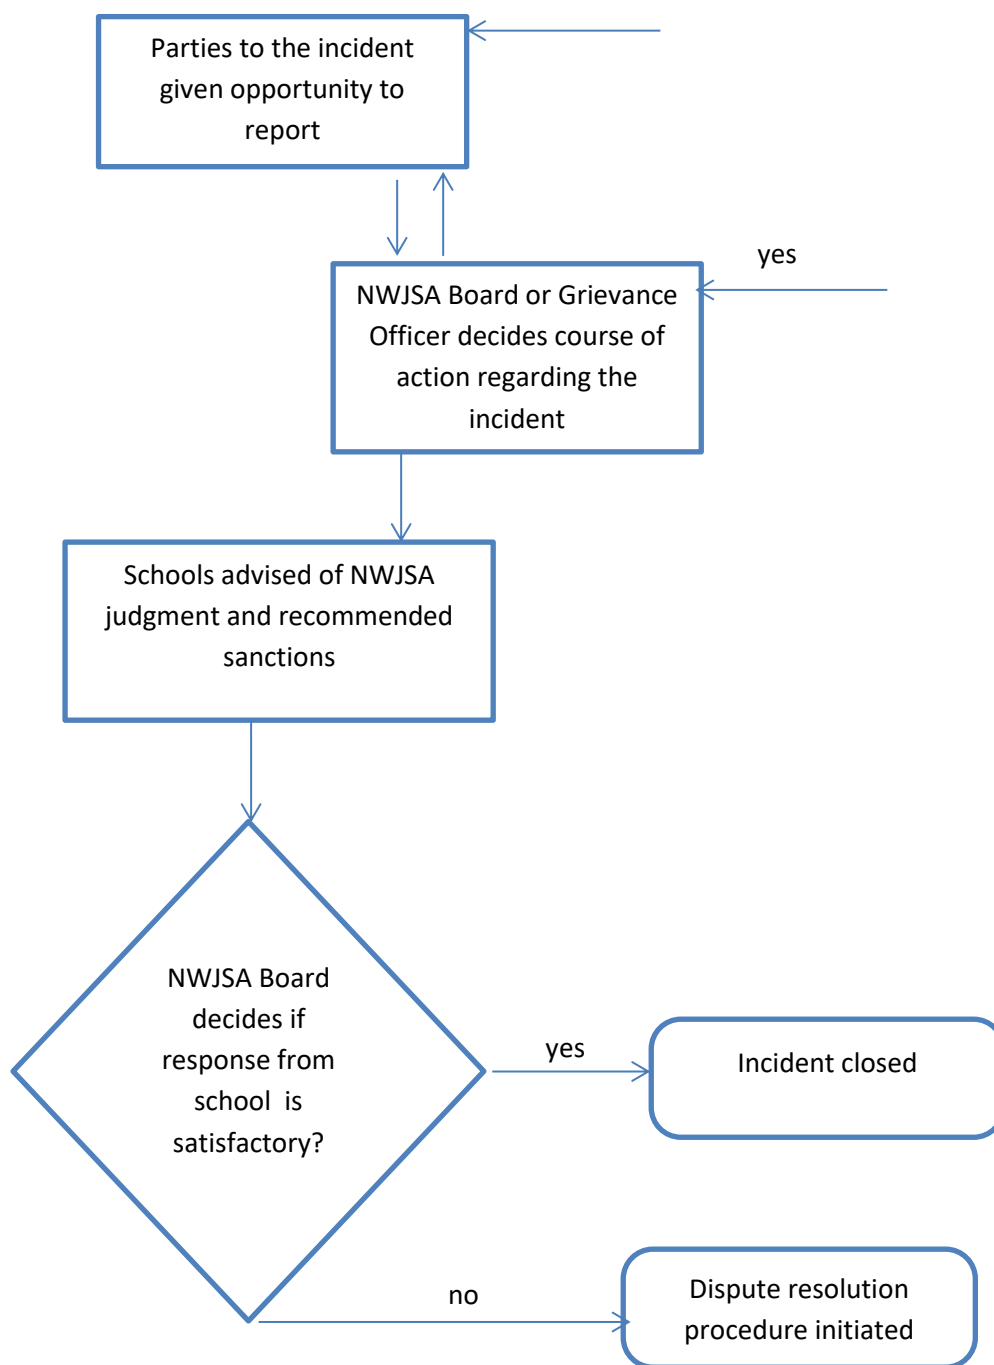 Parties to the incident
given opportunity to
report
yes
NWJSA Board or Grievance
Officer decides course of
action regarding the
incident
Schools advised of NWJSA
judgment and recommended
sanctions
NWJSA Board
decides if
response from
school  is
satisfactory?
yes
Incident closed
no
Dispute resolution
procedure initiated